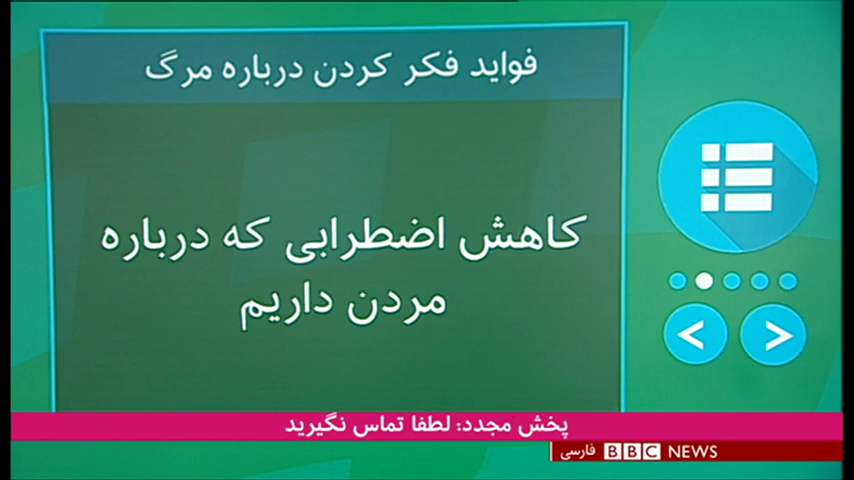 فواید فکر کردن درباره مرگ
کاهش اضطرابی که درباره
مردن داریم
پخش مجدد: لطفا تماس نگیرید
BBC NEWS فارسی